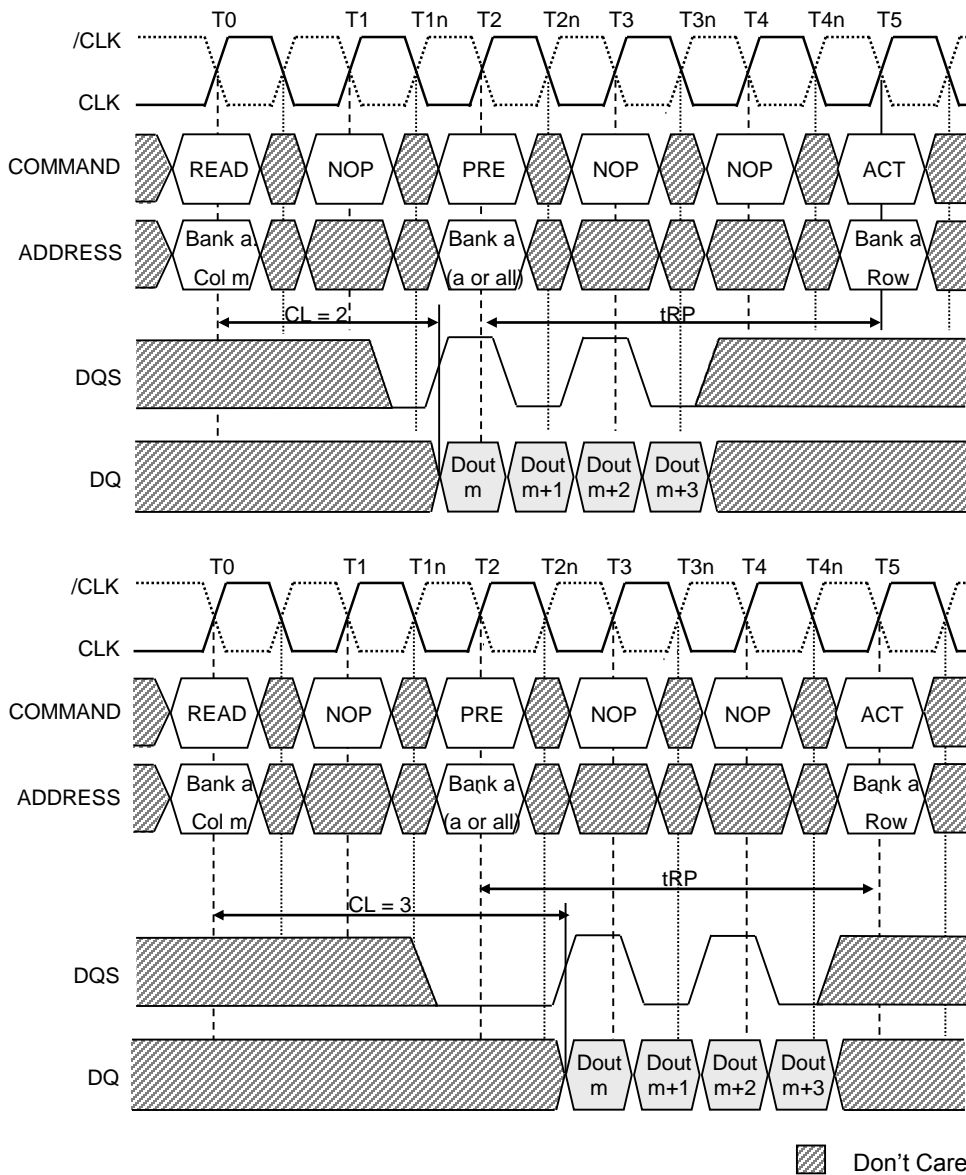 T0 T1 T1n T2 T2n T3 T3n T4 T4n T5
/CLK
CLK
COMMAND READ NOP PRE NOP NOP ACT
ADDRESS Bank a, Col m Bank a (a or all) Bank a Row
CL = 2 tRP
DQS
DQ Dout m Dout m+1 Dout m+2 Dout m+3
T0 T1 T1n T2 T2n T3 T3n T4 T4n T5
/CLK
CLK
COMMAND READ NOP PRE NOP NOP ACT
ADDRESS Bank a Col m Bank a (a or all) Bank a Row
tRP
CL = 3
DQS
DQ Dout m Dout m+1 Dout m+2 Dout m+3
Don't Care